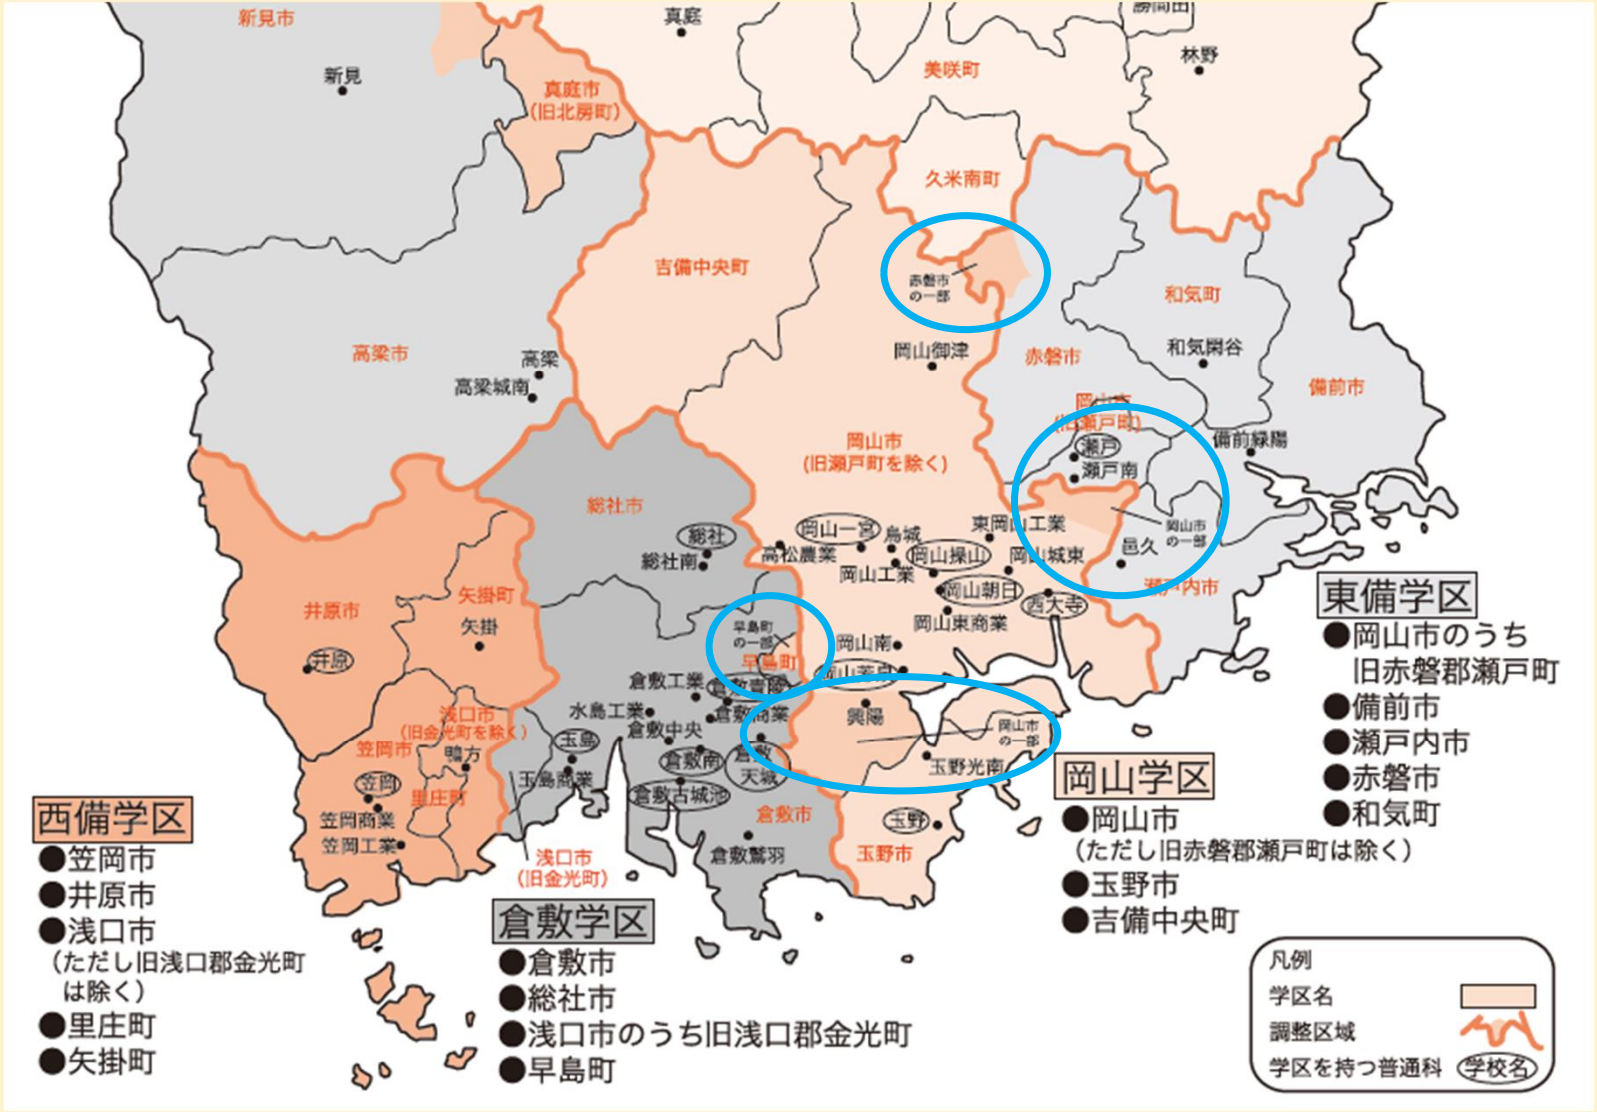 新見市
真庭
勝間田
林野
新見
美咲町
真庭市
(旧北房町)
久米南町
吉備中央町
赤磐市
の一部
和気町
高梁市
高梁
高梁城南
岡山御津
赤磐市
和気閑谷
備前市
岡山市
(旧瀬戸町)
瀬戸
瀬戸南
備前緑陽
岡山市
(旧瀬戸町を除く)
総社市
総社
総社南
岡山一宮
高松農業
烏城
岡山工業
岡山操山
東岡山工業
岡山城東
岡山市
の一部
邑久
瀬戸内市
岡山朝日
西大寺
岡山東商業
井原市
矢掛町
矢掛
井原
早島町
の一部
早島町
岡山南
岡山芳泉
倉敷工業
倉敷青陵
水島工業
倉敷商業
倉敷中央
興陽
岡山市
の一部
浅口市
(旧金光町を除く)
笠岡市
鴨方
玉島
玉島商業
倉敷南
倉敷
天城
倉敷古城池
玉野光南
笠岡
里庄町
笠岡商業
笠岡工業
倉敷市
倉敷鷲羽
玉野
玉野市
浅口市
(旧金光町)
東備学区
●岡山市のうち
旧赤磐郡瀬戸町
●備前市
●瀬戸内市
●赤磐市
●和気町
岡山学区
●岡山市
(ただし旧赤磐郡瀬戸町は除く)
●玉野市
●吉備中央町
西備学区
●笠岡市
●井原市
●浅口市
(ただし旧浅口郡金光町
は除く)
●里庄町
●矢掛町
倉敷学区
●倉敷市
●総社市
●浅口市のうち旧浅口郡金光町
●早島町
凡例
学区名
調整区域
学区を持つ普通科
学校名